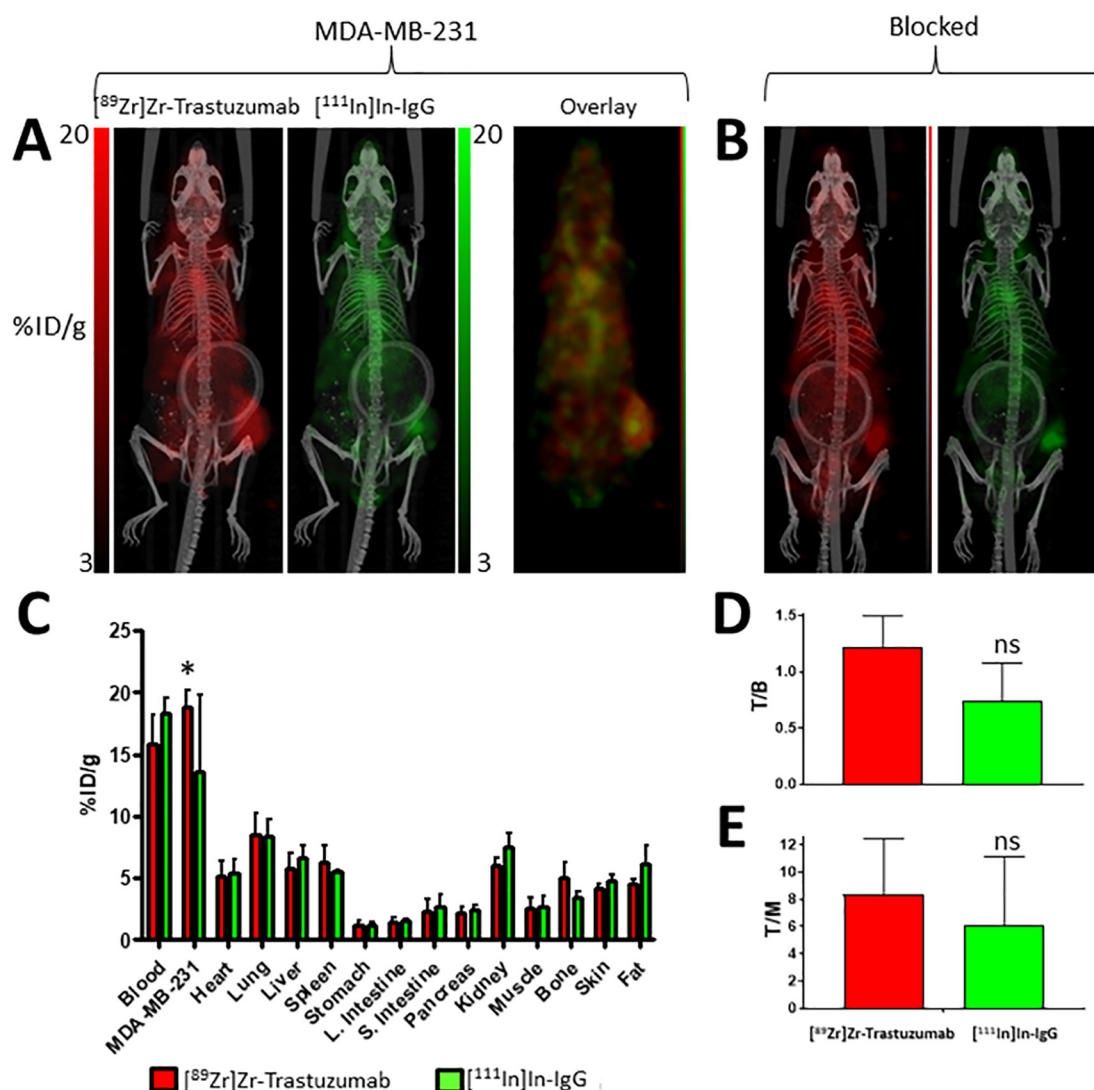 MDA-MB-231
Blocked
[⁸⁹Zr]Zr-Trastuzumab
[¹¹¹In]In-IgG
Overlay
A
20
20
B
%ID/g
3
3
C
25
20
15
10
5
0
%ID/g
*
Blood
MDA-MB-231
Heart
Lung
Liver
Spleen
Stomach
L. Intestine
S. Intestine
Pancreas
Kidney
Muscle
Bone
Skin
Fat
[⁸⁹Zr]Zr-Trastuzumab
[¹¹¹In]In-IgG
D
1.5
1.0
0.5
0.0
T/B
ns
E
12
10
8
6
4
2
0
T/M
ns
[⁸⁹Zr]Zr-Trastuzumab
[¹¹¹In]In-IgG